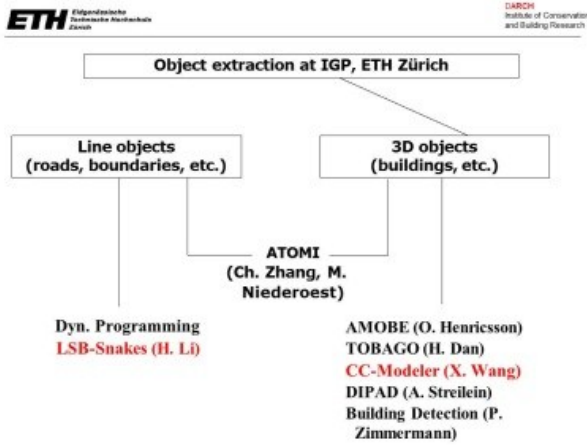 ETH Eidgenössische
Technische Hochschule
Zürich
DARCH
Institute of Conservation
and Building Research
Object extraction at IGP, ETH Zürich
Line objects
(roads, boundaries, etc.)
3D objects
(buildings, etc.)
ATOMI
(Ch. Zhang, M.
Niederoest)
Dyn. Programming
LSB-Snakes (H. Li)
AMOBE (O. Henricsson)
TOBAGO (H. Dan)
CC-Modeler (X. Wang)
DIPAD (A. Streilein)
Building Detection (P.
Zimmermann)